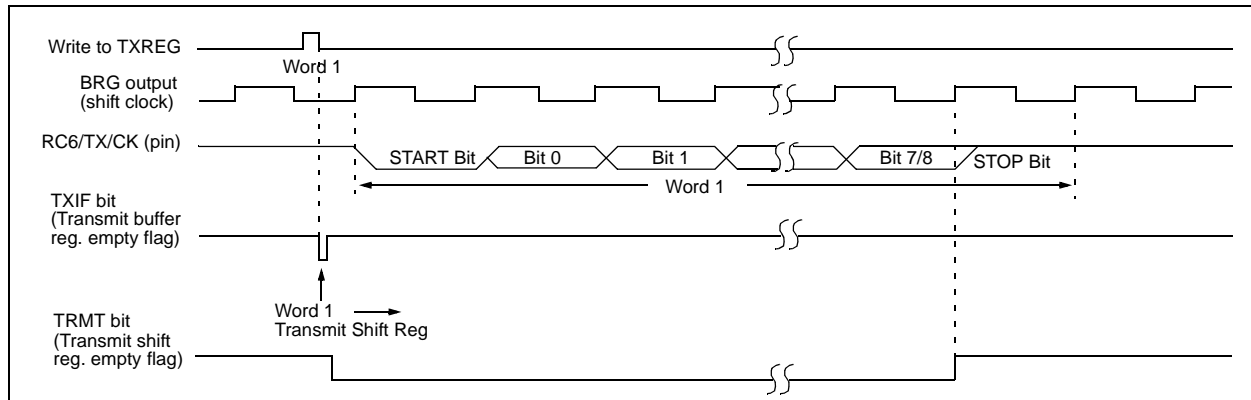 Write to TXREG
Word 1
BRG output
(shift clock)
RC6/TX/CK (pin)
START Bit
Bit 0
Bit 1
Bit 7/8
STOP Bit
Word 1
TXIF bit
(Transmit buffer
reg. empty flag)
Word 1
Transmit Shift Reg
TRMT bit
(Transmit shift
reg. empty flag)